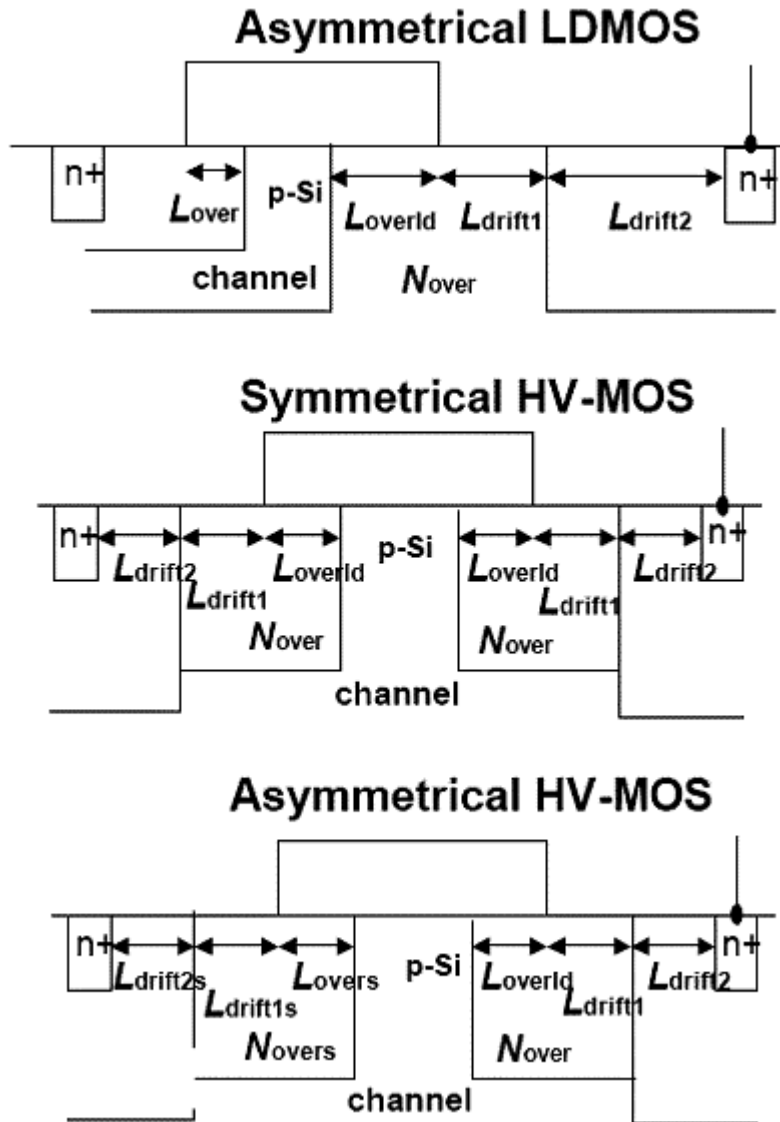 Asymmetrical LDMOS
n+ p-Si n+
Lover Loverld Ldrift1 Ldrift2
channel Nover
Symmetrical HV-MOS
n+ p-Si n+
Ldrift2 Loverld Loverld Ldrift2
Ldrift1 Ldrift1
Nover Nover
channel
Asymmetrical HV-MOS
n+ p-Si n+
Ldrift2s Lovers Loverld Ldrift2
Ldrift1s Ldrift1
Novers Nover
channel